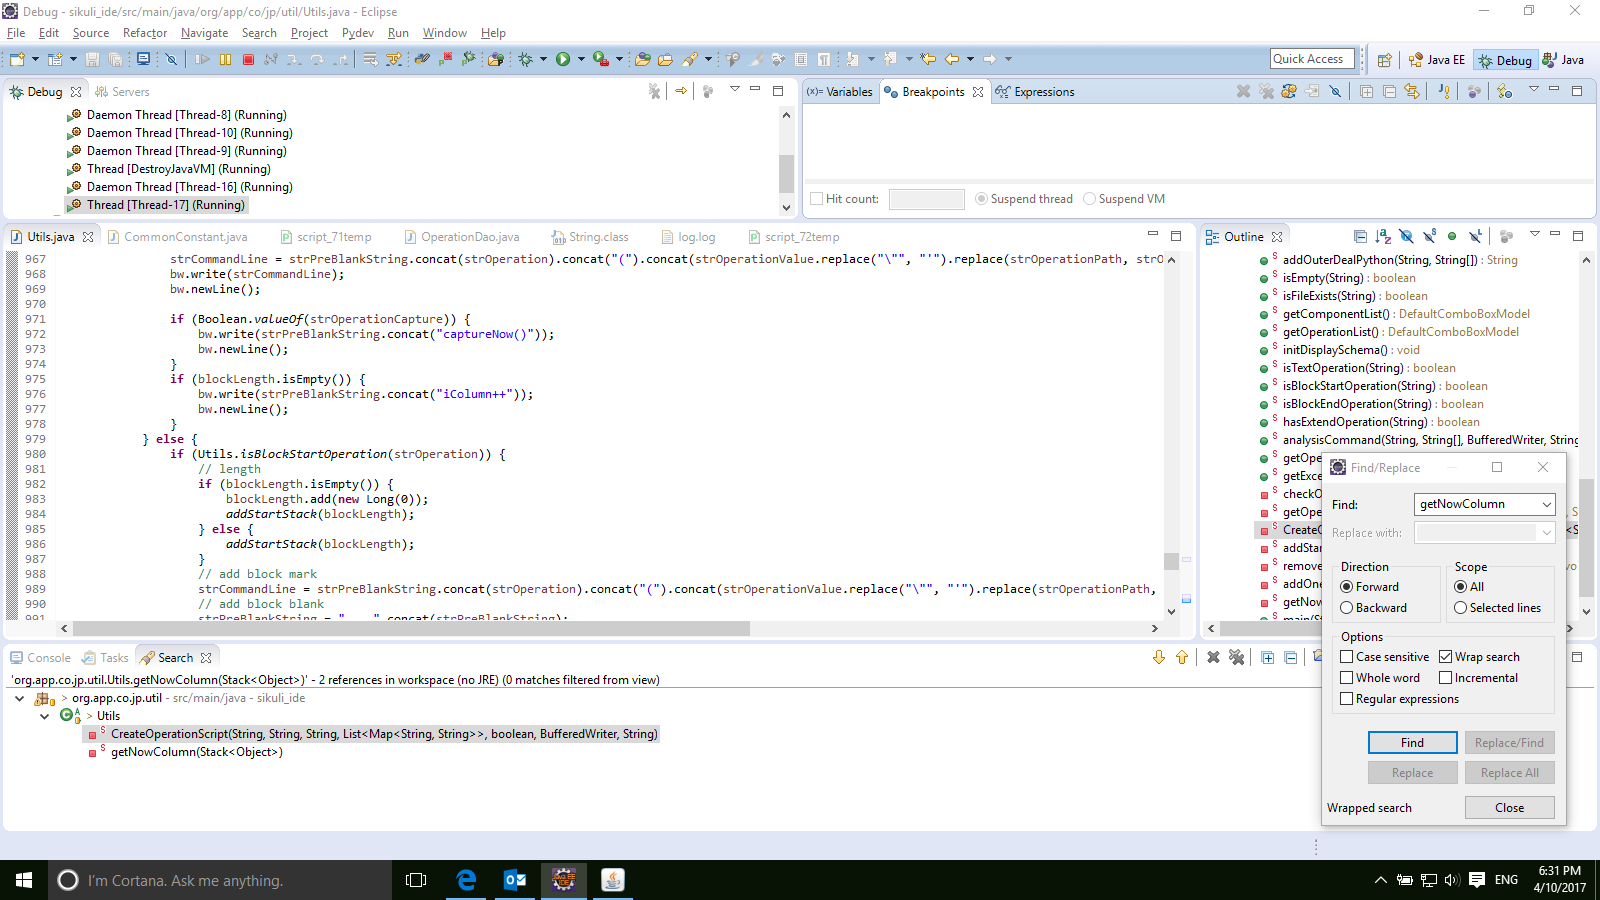 Debug - sikuli_ide/src/main/java/org/app/co/jp/util/Utils.java - Eclipse
File Edit Source Refactor Navigate Search Project Pydev Run Window Help
Quick Access Java EE Debug Java
Debug Servers
Daemon Thread [Thread-8] (Running)
Daemon Thread [Thread-10] (Running)
Daemon Thread [Thread-9] (Running)
Thread [DestroyJavaVM] (Running)
Daemon Thread [Thread-16] (Running)
Thread [Thread-17] (Running)
(x)= Variables Breakpoints Expressions
Hit count: Suspend thread Suspend VM
Utils.java CommonConstant.java script_71temp OperationDao.java String.class log.log script_72temp
967 strCommandLine = strPreBlankString.concat(strOperation).concat("(").concat(strOperationValue.replace("\"", "'").replace(strOperationPath, strO
968 bw.write(strCommandLine);
969 bw.newLine();
970
971 if (Boolean.valueOf(strOperationCapture)) {
972 bw.write(strPreBlankString.concat("captureNow()"));
973 bw.newLine();
974 }
975 if (blockLength.isEmpty()) {
976 bw.write(strPreBlankString.concat("iColumn++"));
977 bw.newLine();
978 }
979 } else {
980 if (Utils.isBlockStartOperation(strOperation)) {
981 // length
982 if (blockLength.isEmpty()) {
983 blockLength.add(new Long(0));
984 addStartStack(blockLength);
985 } else {
986 addStartStack(blockLength);
987 }
988 // add block mark
989 strCommandLine = strPreBlankString.concat(strOperation).concat("(").concat(strOperationValue.replace("\"", "'").replace(strOperationPath,
990 // add block blank
991 strPreBlankString = "    ".concat(strPreBlankString);
Outline
addOuterDealPython(String, String[]) : String
isEmpty(String) : boolean
isFileExists(String) : boolean
getComponentList() : DefaultComboBoxModel
getOperationList() : DefaultComboBoxModel
initDisplaySchema() : void
isTextOperation(String) : boolean
isBlockStartOperation(String) : boolean
isBlockEndOperation(String) : boolean
hasExtendOperation(String) : boolean
analysisCommand(String, String[], BufferedWriter, String
getOpe
getExce
checkO
getOpe
CreateO
addStar
remove
addOne
getNow
main(St
Find/Replace
Find: getNowColumn
Replace with:
Direction Scope
Forward All
Backward Selected lines
Options
Case sensitive Wrap search
Whole word Incremental
Regular expressions
Find Replace/Find
Replace Replace All
Wrapped search Close
Console Tasks Search
'org.app.co.jp.util.Utils.getNowColumn(Stack<Object>)' - 2 references in workspace (no JRE) (0 matches filtered from view)
> org.app.co.jp.util - src/main/java - sikuli_ide
> Utils
CreateOperationScript(String, String, String, List<Map<String, String>>, boolean, BufferedWriter, String)
getNowColumn(Stack<Object>)
I'm Cortana. Ask me anything.
ENG
6:31 PM
4/10/2017